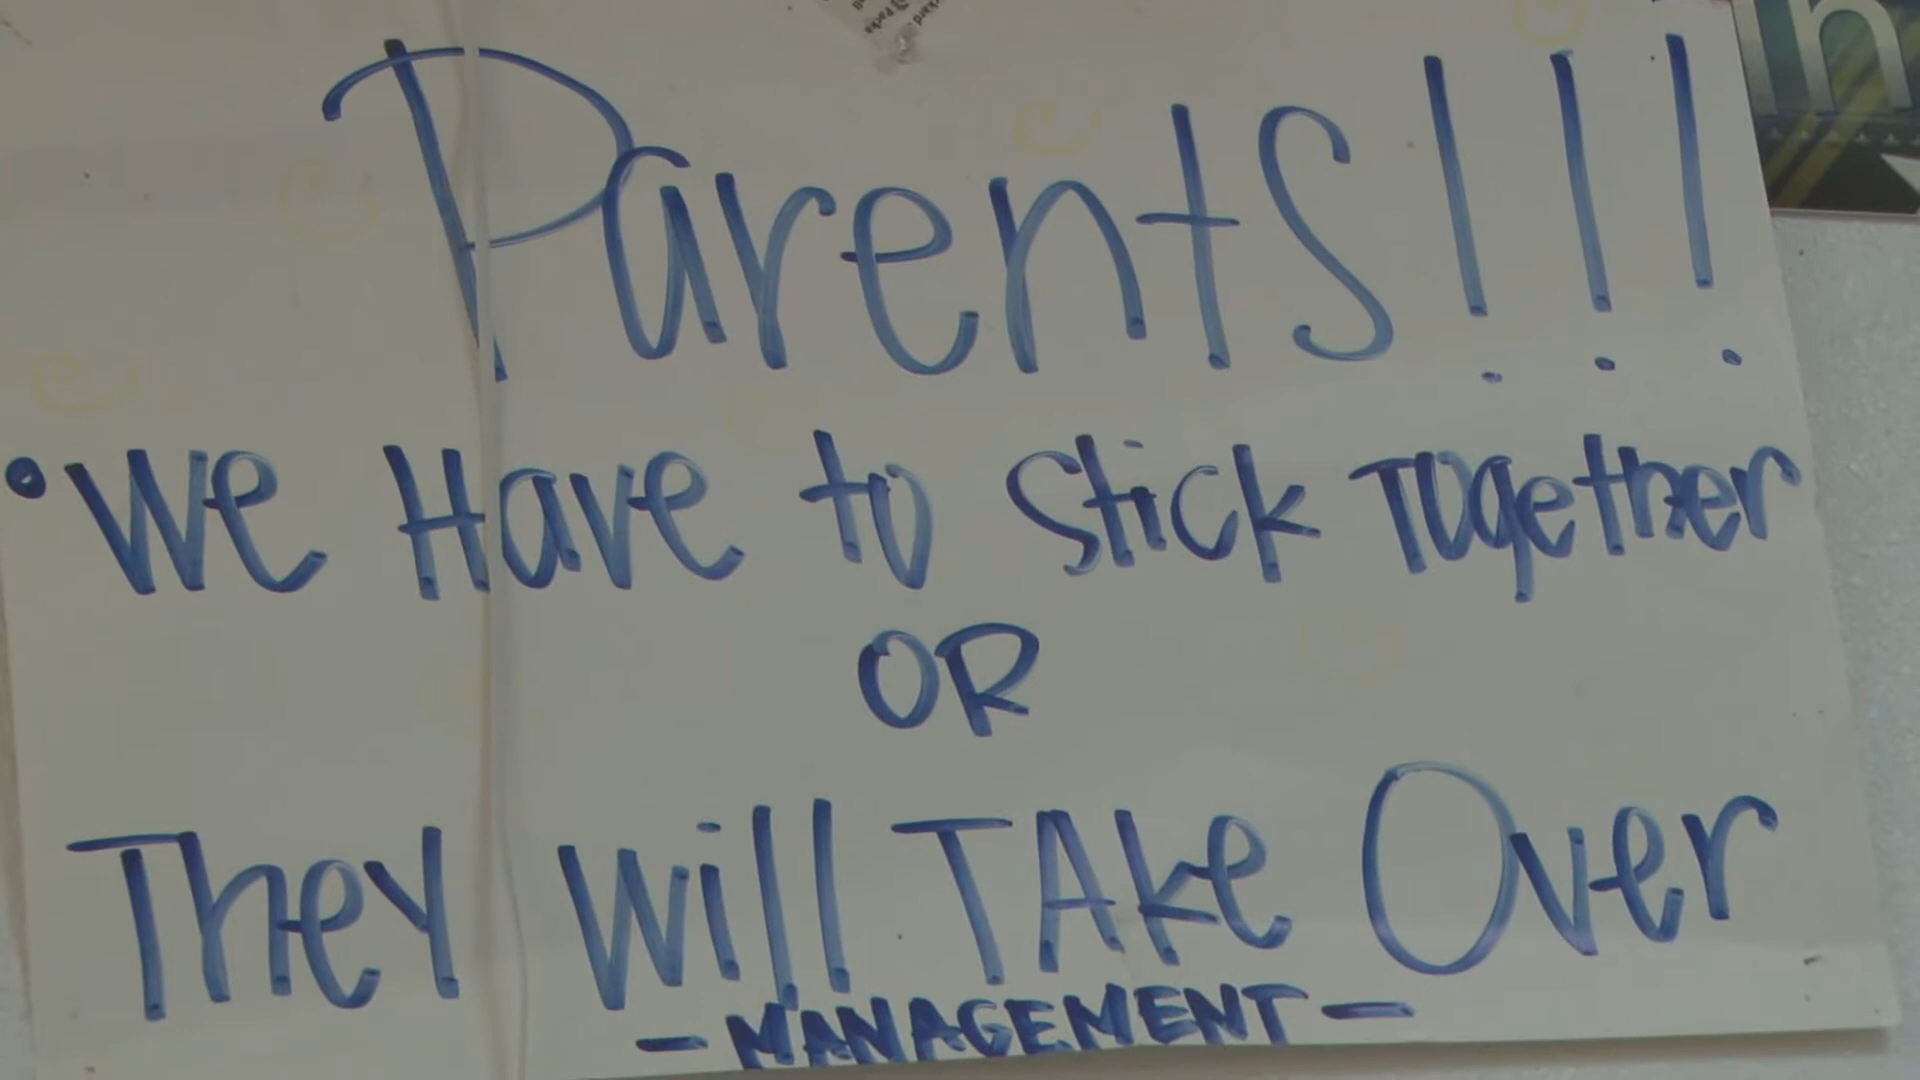 Parents!!!
• We Have to Stick Together
OR
They Will TAke Over
- MANAGEMENT -